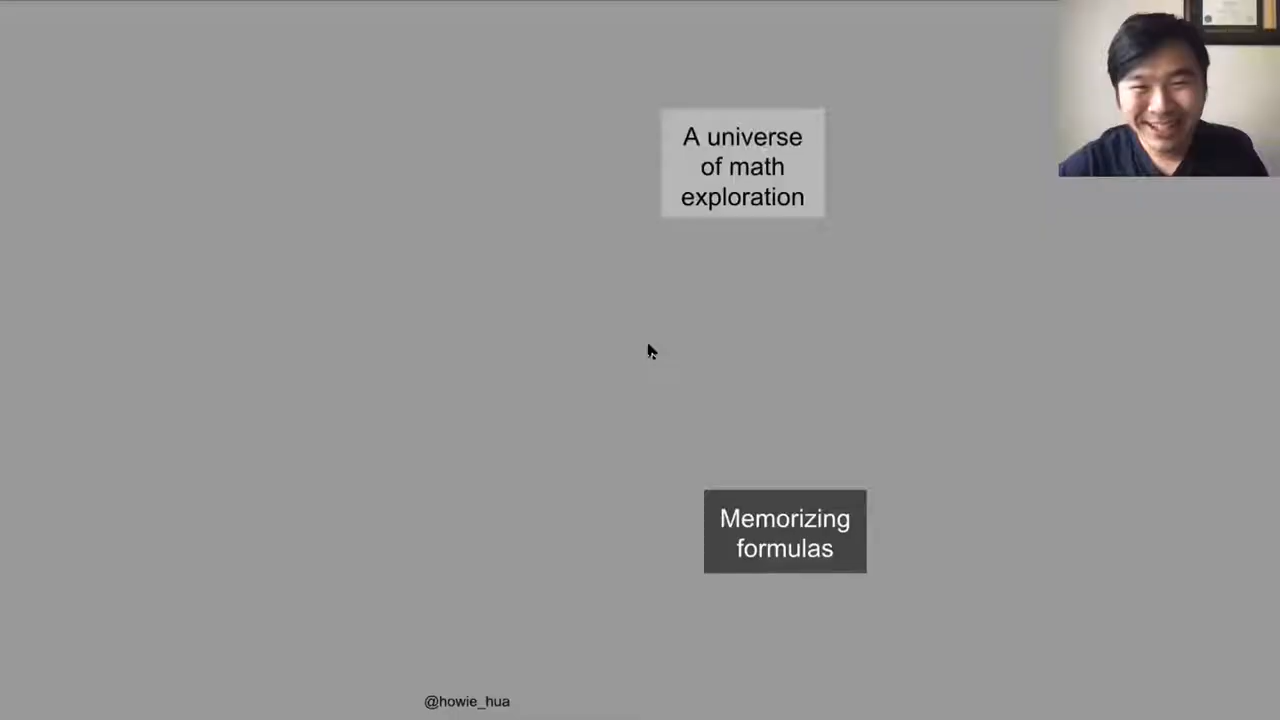 A universe
of math
exploration
Memorizing
formulas
@howie_hua